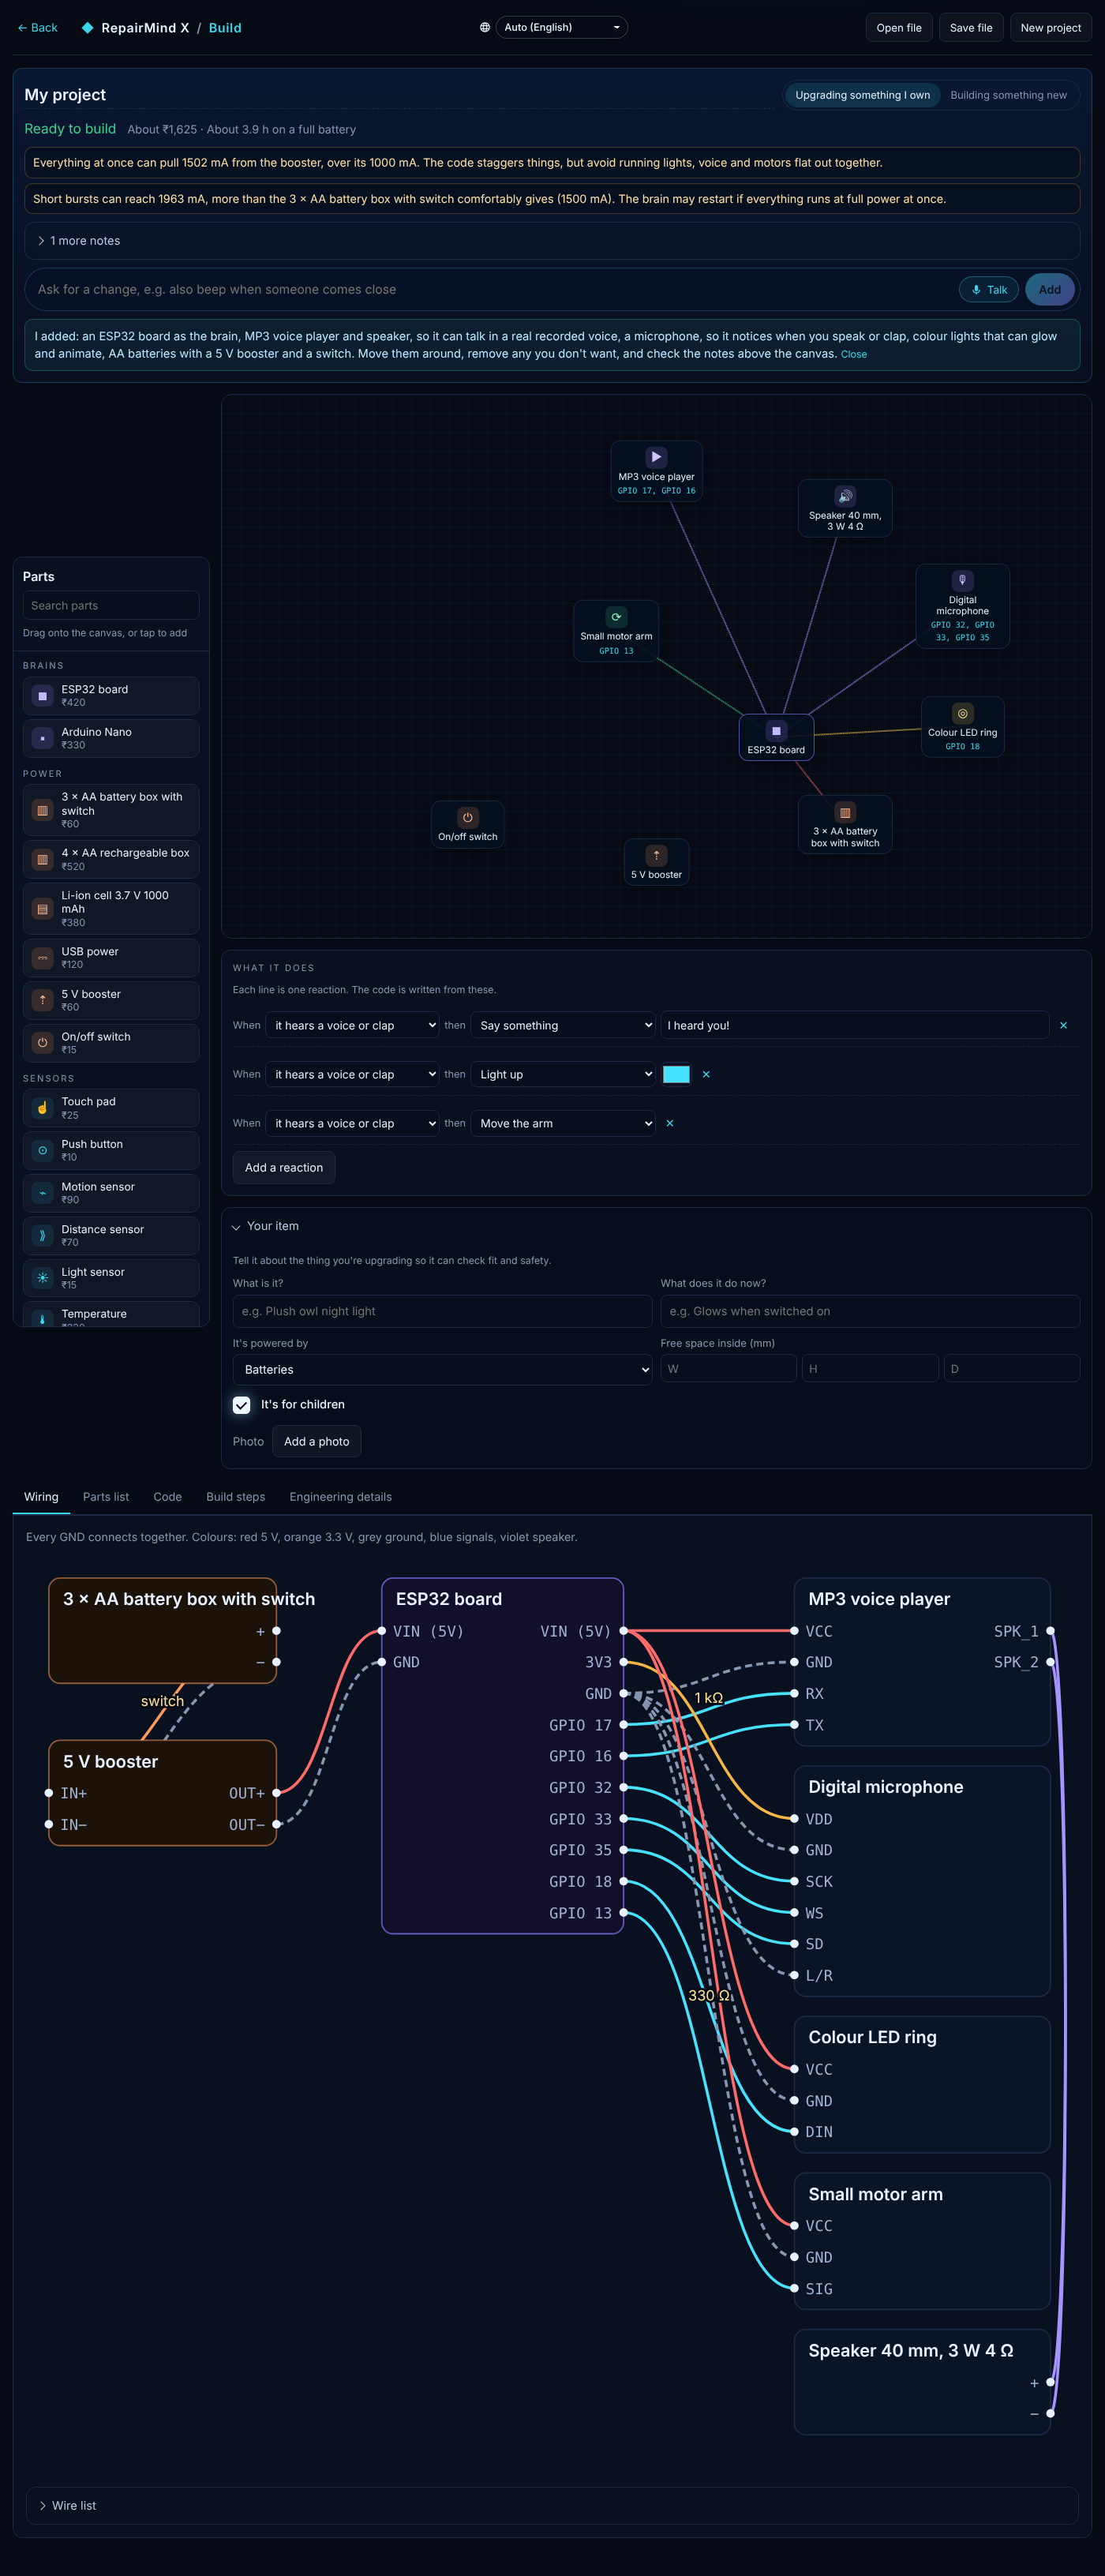 ← Back
RepairMind X / Build
Auto (English)
Open file
Save file
New project
My project
Upgrading something I own
Building something new
Ready to build
About ₹1,625 · About 3.9 h on a full battery
Everything at once can pull 1502 mA from the booster, over its 1000 mA. The code staggers things, but avoid running lights, voice and motors flat out together.
Short bursts can reach 1963 mA, more than the 3 × AA battery box with switch comfortably gives (1500 mA). The brain may restart if everything runs at full power at once.
1 more notes
Ask for a change, e.g. also beep when someone comes close
Talk
Add
I added: an ESP32 board as the brain, MP3 voice player and speaker, so it can talk in a real recorded voice, a microphone, so it notices when you speak or clap, colour lights that can glow
and animate, AA batteries with a 5 V booster and a switch. Move them around, remove any you don't want, and check the notes above the canvas. Close
MP3 voice player
GPIO 17, GPIO 16
Speaker 40 mm,
3 W 4 Ω
Digital
microphone
GPIO 32, GPIO
33, GPIO 35
Small motor arm
GPIO 13
Colour LED ring
GPIO 18
ESP32 board
3 × AA battery
box with switch
On/off switch
5 V booster
Parts
Search parts
Drag onto the canvas, or tap to add
BRAINS
ESP32 board
₹420
Arduino Nano
₹330
POWER
3 × AA battery box with
switch
₹60
4 × AA rechargeable box
₹520
Li-ion cell 3.7 V 1000
mAh
₹380
USB power
₹120
5 V booster
₹60
On/off switch
₹15
SENSORS
Touch pad
₹25
Push button
₹10
Motion sensor
₹90
Distance sensor
₹70
Light sensor
₹15
Temperature
WHAT IT DOES
Each line is one reaction. The code is written from these.
When it hears a voice or clap then Say something I heard you! ×
When it hears a voice or clap then Light up ×
When it hears a voice or clap then Move the arm ×
Add a reaction
Your item
Tell it about the thing you're upgrading so it can check fit and safety.
What is it?
What does it do now?
e.g. Plush owl night light
e.g. Glows when switched on
It's powered by
Free space inside (mm)
Batteries
W
H
D
It's for children
Photo
Add a photo
Wiring
Parts list
Code
Build steps
Engineering details
Every GND connects together. Colours: red 5 V, orange 3.3 V, grey ground, blue signals, violet speaker.
3 × AA battery box with switch
+
−
switch
5 V booster
IN+ OUT+
IN− OUT−
ESP32 board
VIN (5V) VIN (5V)
GND 3V3
GND
GPIO 17
GPIO 16
GPIO 32
GPIO 33
GPIO 35
GPIO 18
GPIO 13
1 kΩ
330 Ω
MP3 voice player
VCC SPK_1
GND SPK_2
RX
TX
Digital microphone
VDD
GND
SCK
WS
SD
L/R
Colour LED ring
VCC
GND
DIN
Small motor arm
VCC
GND
SIG
Speaker 40 mm, 3 W 4 Ω
+
−
Wire list